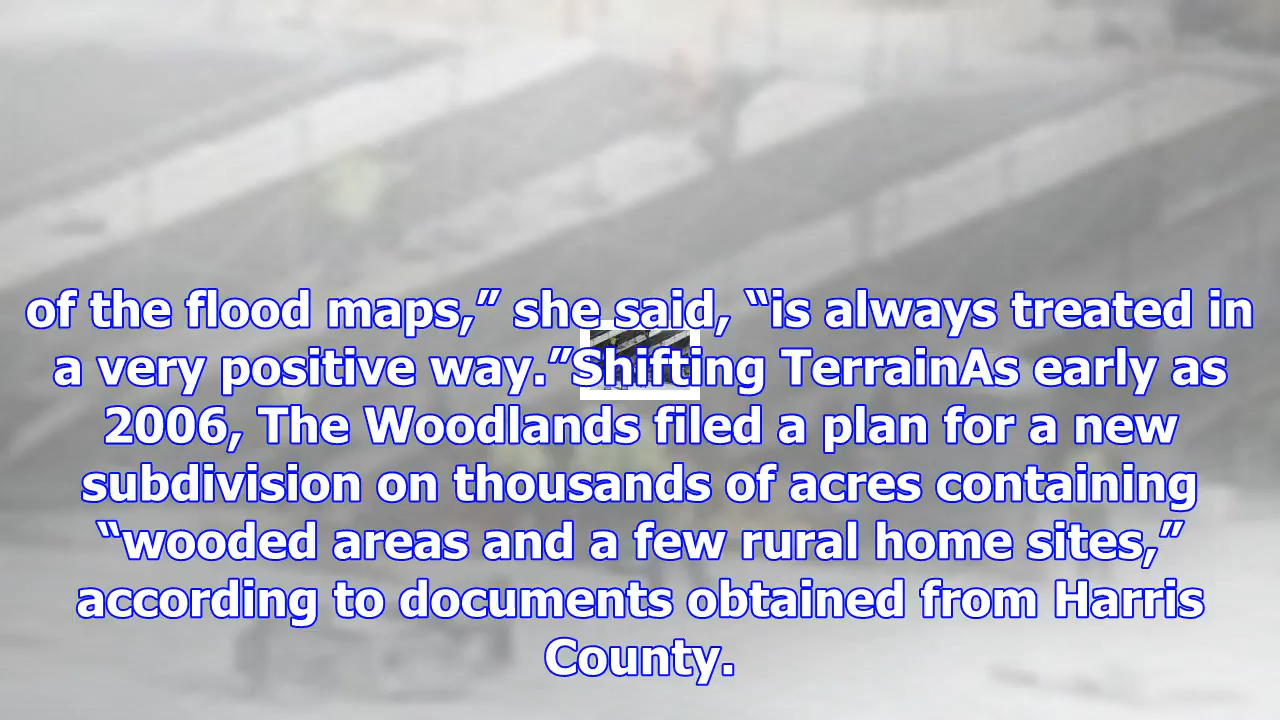 of the flood maps,” she said, “is always treated in
a very positive way.”Shifting TerrainAs early as
2006, The Woodlands filed a plan for a new
subdivision on thousands of acres containing
“wooded areas and a few rural home sites,”
according to documents obtained from Harris
County.